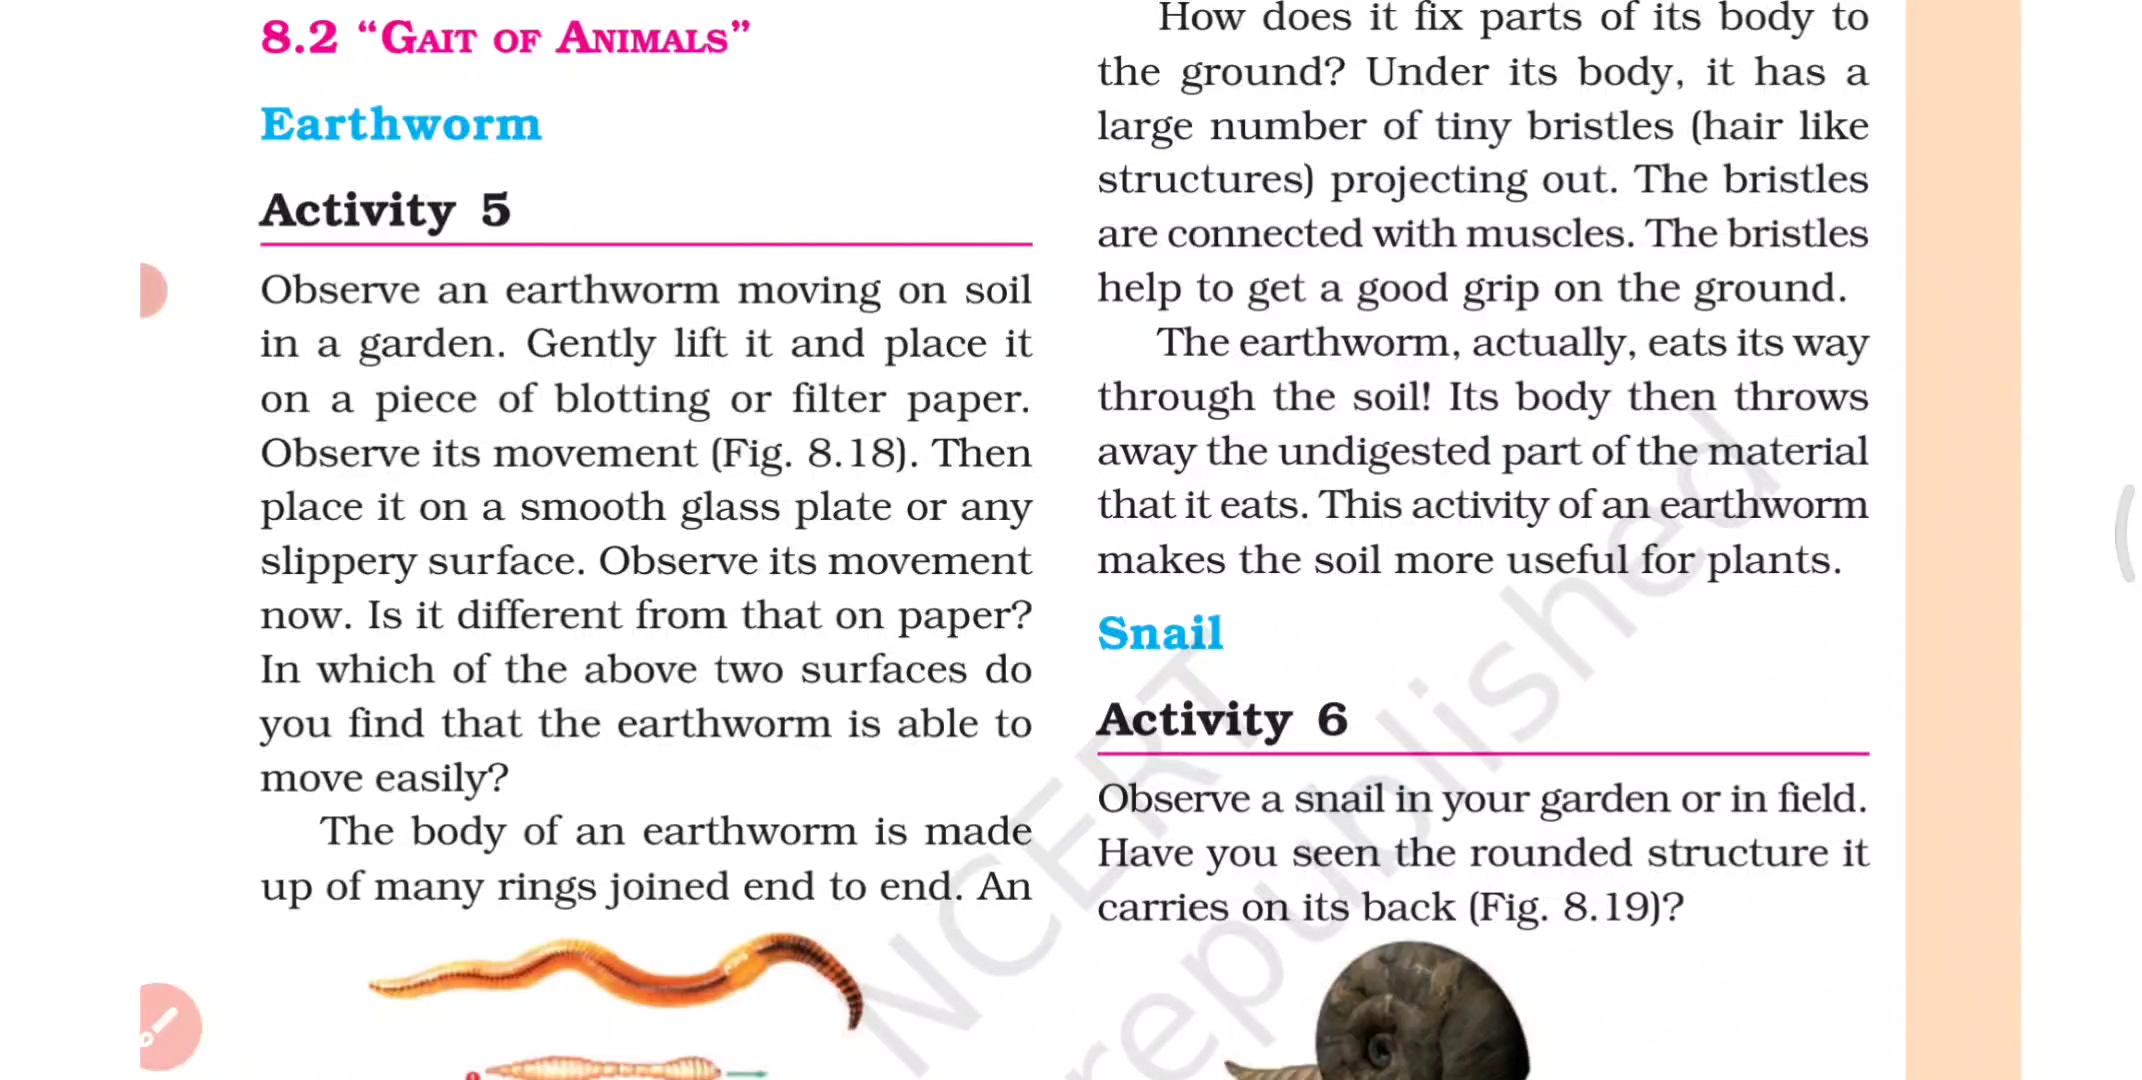 8.2 “GAIT OF ANIMALS”
Earthworm
Activity 5
Observe an earthworm moving on soil
in a garden. Gently lift it and place it
on a piece of blotting or filter paper.
Observe its movement (Fig. 8.18). Then
place it on a smooth glass plate or any
slippery surface. Observe its movement
now. Is it different from that on paper?
In which of the above two surfaces do
you find that the earthworm is able to
move easily?
The body of an earthworm is made
up of many rings joined end to end. An
How does it fix parts of its body to
the ground? Under its body, it has a
large number of tiny bristles (hair like
structures) projecting out. The bristles
are connected with muscles. The bristles
help to get a good grip on the ground.
The earthworm, actually, eats its way
through the soil! Its body then throws
away the undigested part of the material
that it eats. This activity of an earthworm
makes the soil more useful for plants.
Snail
Activity 6
Observe a snail in your garden or in field.
Have you seen the rounded structure it
carries on its back (Fig. 8.19)?
NCERT
republished